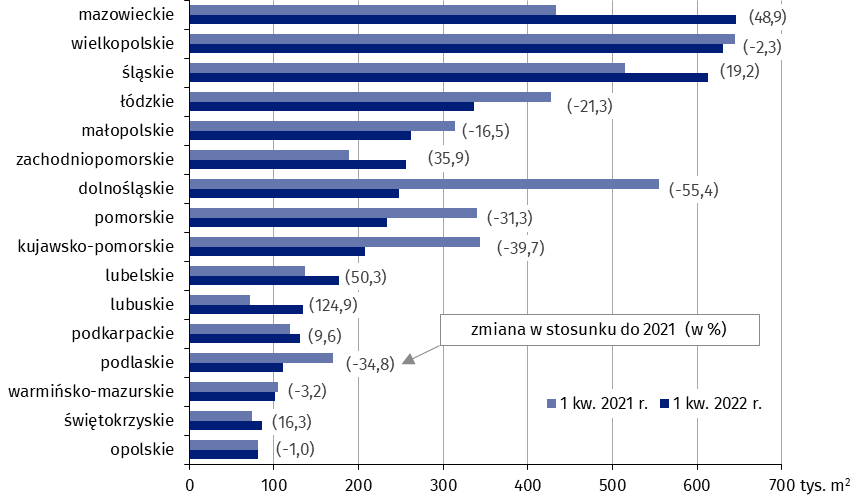 mazowieckie (48,9)
wielkopolskie (-2,3)
śląskie (19,2)
łódzkie (-21,3)
małopolskie (-16,5)
zachodniopomorskie (35,9)
dolnośląskie (-55,4)
pomorskie (-31,3)
kujawsko-pomorskie (-39,7)
lubelskie (50,3)
lubuskie (124,9)
podkarpackie (9,6)
zmiana w stosunku do 2021 (w %)
podlaskie (-34,8)
warmińsko-mazurskie (-3,2)
1 kw. 2021 r. 1 kw. 2022 r.
świętokrzyskie (16,3)
opolskie (-1,0)
0 100 200 300 400 500 600 700 tys. m²